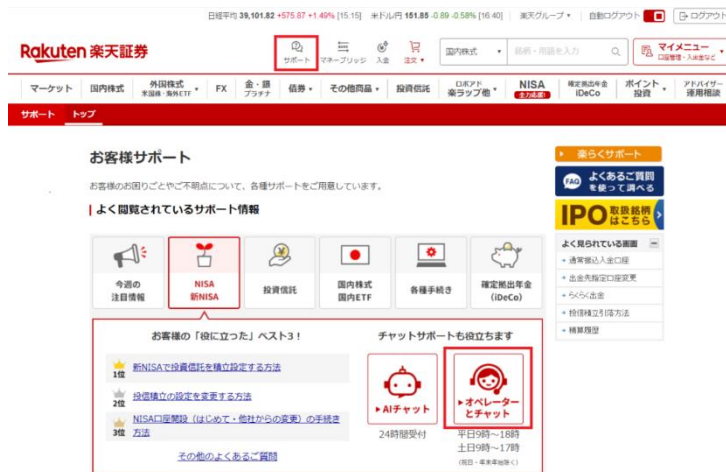 日経平均 39,101.82 +575.87 +1.49% [15:15] 米ドル/円 151.85 -0.89 -0.58% [16:40] 楽天グループ 自動ログアウト ログアウト
Rakuten 楽天証券
サポート マネーブリッジ 入金 注文 国内株式 銘柄・用語を入力 マイメニュー
口座管理・入出金など
マーケット 国内株式 外国株式 米国株・海外ETF FX 金・銀 プラチナ 債券 その他商品 投資信託 ロボアド 楽ラップ他 NISA 全力応援! 確定拠出年金 iDeCo ポイント投資 アドバイザー 運用相談
サポート トップ
お客様サポート
お客様のお困りごとやご不明点について、各種サポートをご用意しています。
よく閲覧されているサポート情報
今週の
注目情報
NISA
新NISA
投資信託
国内株式
国内ETF
各種手続き
確定拠出年金
(iDeCo)
お客様の「役に立った」ベスト3!
1位 新NISAで投資信託を積立設定する方法
2位 投信積立の設定を変更する方法
3位 NISA口座開設(はじめて・他社からの変更)の手続き
方法
その他のよくあるご質問
チャットサポートも役立ちます
AIチャット
24時間受付
オペレーター
とチャット
平日9時~18時
土日9時~17時
(祝日・年末年始除く)
楽らくサポート
FAQ よくあるご質問
を使って調べる
IPO 取扱銘柄
はこちら
よく見られている画面
通常振込入金口座
出金先指定口座変更
らくらく出金
投信積立引落方法
積算履歴